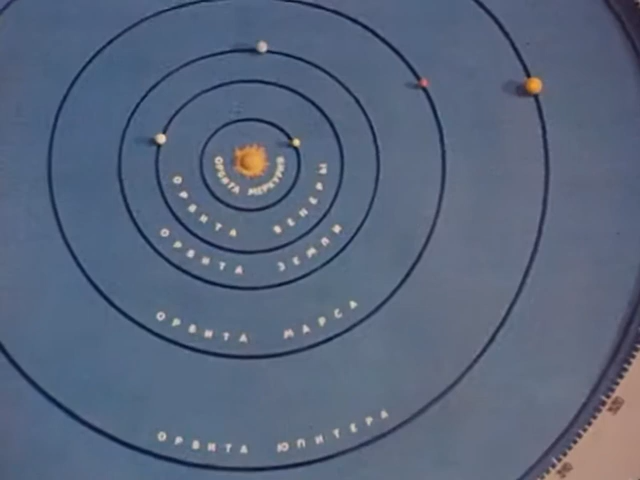 ОРБИТА МЕРКУРИЯ
ОРБИТА ВЕНЕРЫ
ОРБИТА ЗЕМЛИ
ОРБИТА МАРСА
ОРБИТА ЮПИТЕРА